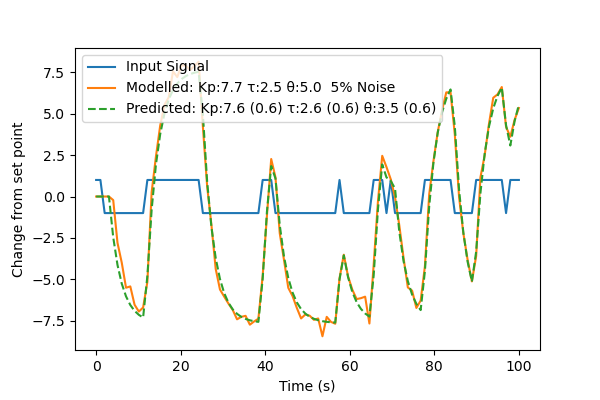 Input Signal
Modelled: Kp:7.7 τ:2.5 θ:5.0  5% Noise
Predicted: Kp:7.6 (0.6) τ:2.6 (0.6) θ:3.5 (0.6)
Change from set point
7.5
5.0
2.5
0.0
−2.5
−5.0
−7.5
0 20 40 60 80 100
Time (s)